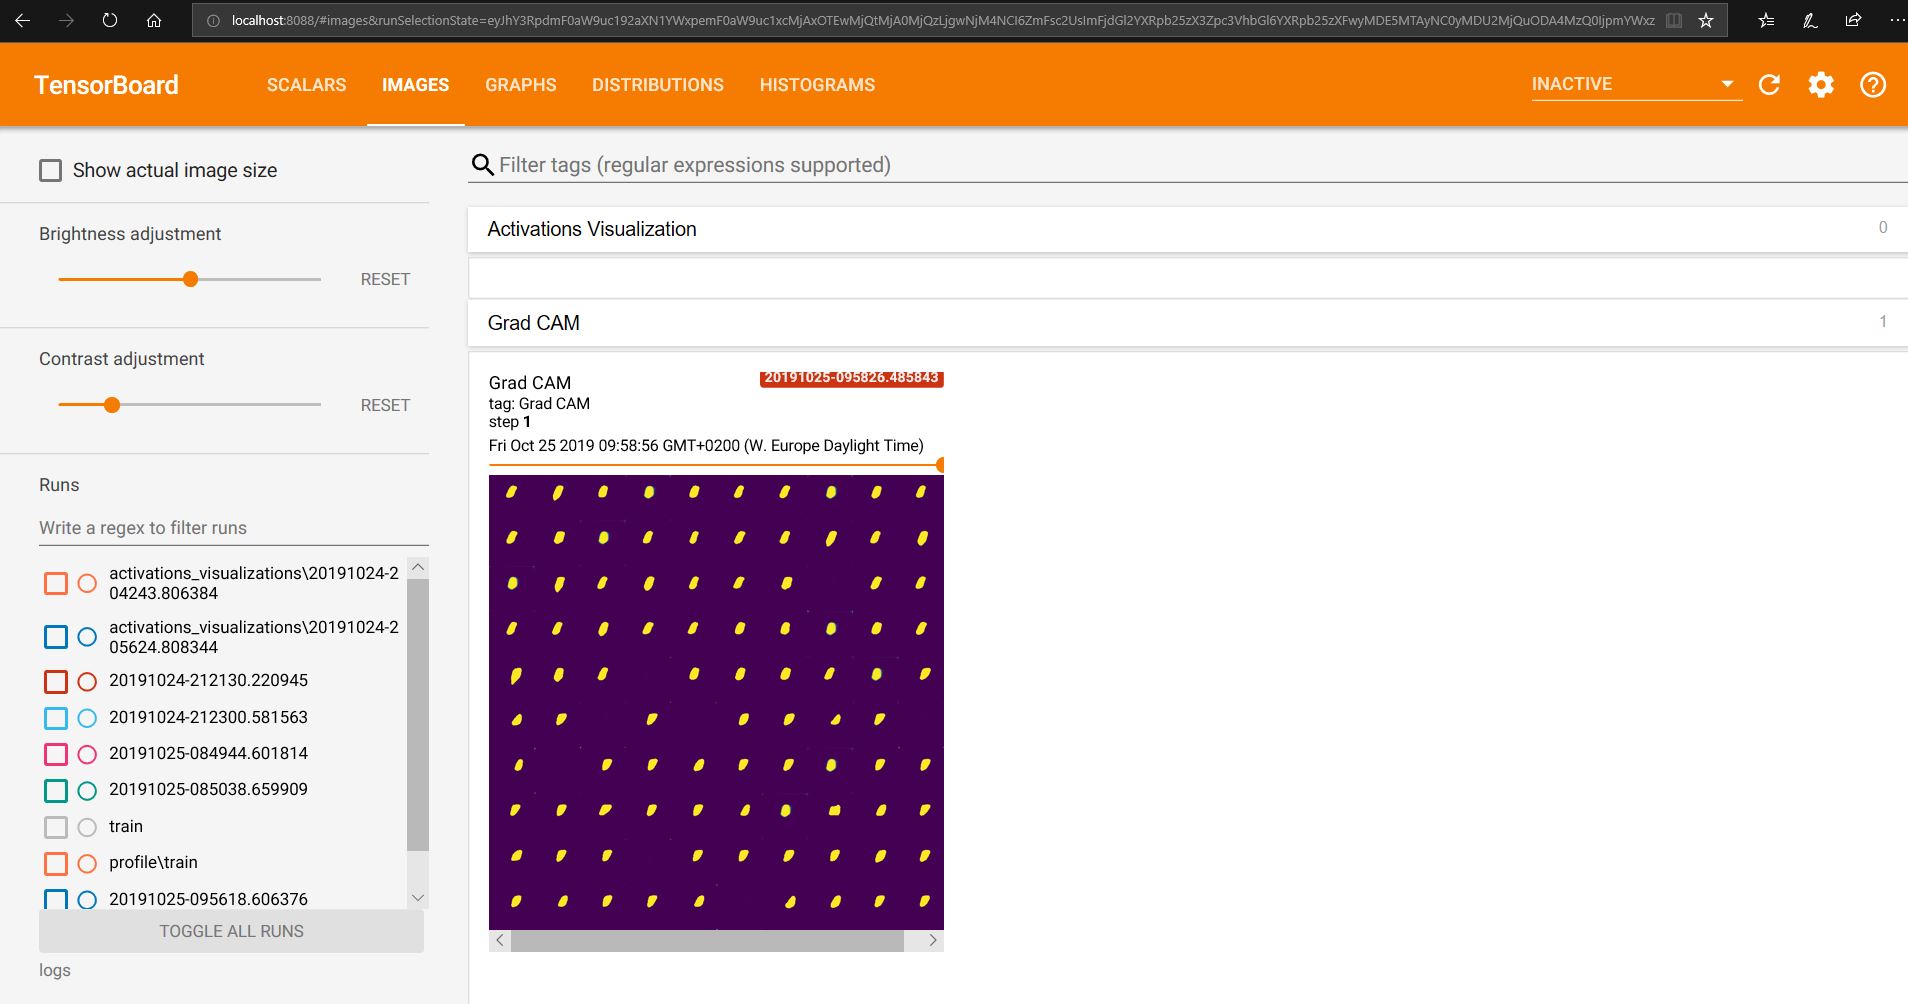 localhost:8088/#images&runSelectionState=eyJhY3RpdmF0aW9uc192aXN1YWxpemF0aW9uc1xcMjAxOTEwMjQtMjA0MjQzLjgwNjM4NCI6ZmFsc2UsImFjdGl2YXRpb25zX3Zpc3VhbGl6YXRpb25zXFwyMDE5MTAyNC0yMDU2MjQuODA4MzQ0IjpmYWxz
TensorBoard
SCALARS IMAGES GRAPHS DISTRIBUTIONS HISTOGRAMS
INACTIVE
Show actual image size
Brightness adjustment
RESET
Contrast adjustment
RESET
Runs
Write a regex to filter runs
activations_visualizations\20191024-2
04243.806384
activations_visualizations\20191024-2
05624.808344
20191024-212130.220945
20191024-212300.581563
20191025-084944.601814
20191025-085038.659909
train
profile\train
20191025-095618.606376
TOGGLE ALL RUNS
logs
Filter tags (regular expressions supported)
Activations Visualization 0
Grad CAM 1
Grad CAM 20191025-095826.485843
tag: Grad CAM
step 1
Fri Oct 25 2019 09:58:56 GMT+0200 (W. Europe Daylight Time)